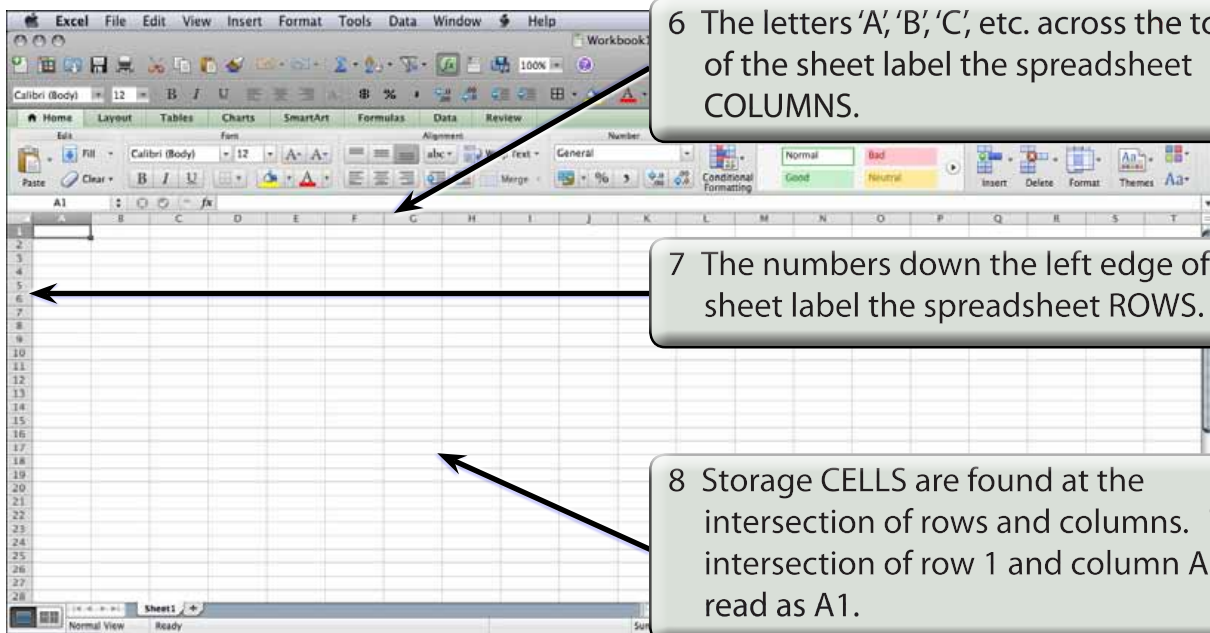 Excel File Edit View Insert Format Tools Data Window Help
Workbook1
100%
Calibri (Body) 12 B I U % A
Home Layout Tables Charts SmartArt Formulas Data Review
Edit Font Alignment Number
Fill Calibri (Body) 12 A A abc Wrap Text General Normal Bad
Paste Clear B I U A Merge % Conditional Formatting Good Neutral Insert Delete Format Themes Aa
A1 fx
A B C D E F G H I J K L M N O P Q R S T
1
2
3
4
5
6
7
8
9
10
11
12
13
14
15
16
17
18
19
20
21
22
23
24
25
26
27
28
Sheet1 +
Normal View Ready
6 The letters ‘A’, ‘B’, ‘C’, etc. across the
of the sheet label the spreadsheet
COLUMNS.
7 The numbers down the left edge of
sheet label the spreadsheet ROWS.
8 Storage CELLS are found at the
intersection of rows and columns.
intersection of row 1 and column A
read as A1.